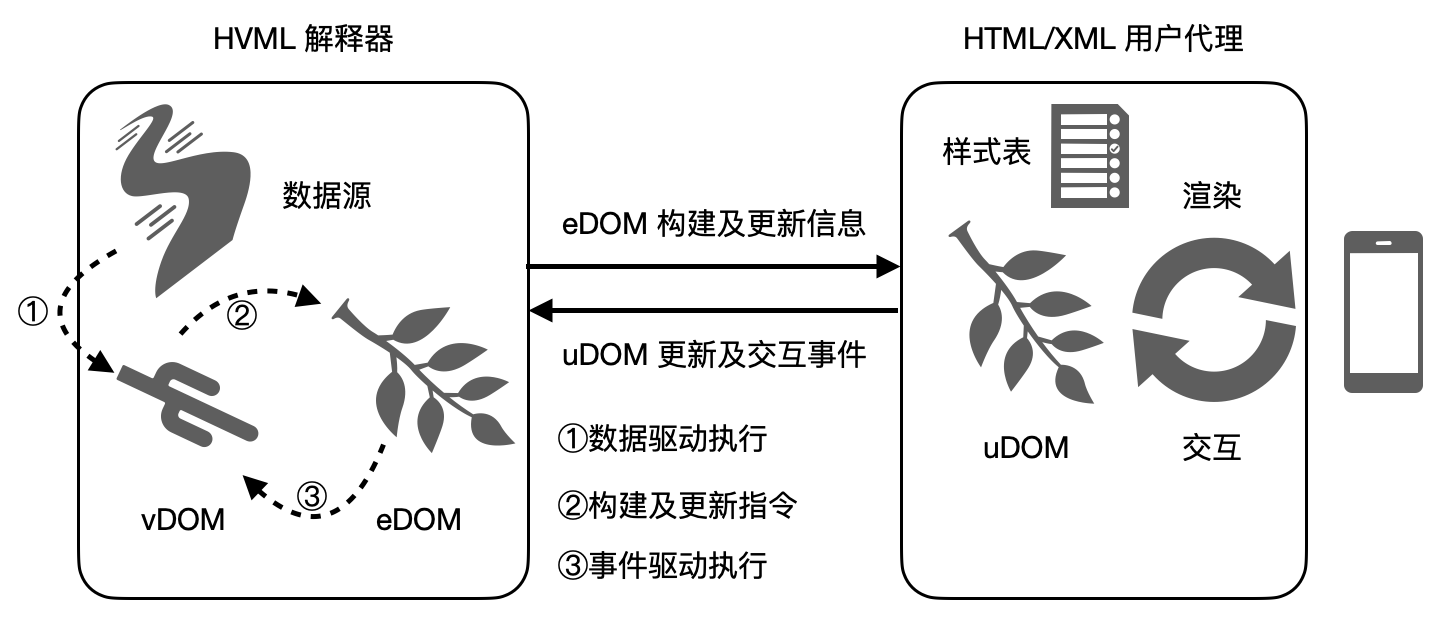 HVML 解释器
HTML/XML 用户代理
数据源
①
②
③
vDOM
eDOM
eDOM 构建及更新信息
uDOM 更新及交互事件
①数据驱动执行
②构建及更新指令
③事件驱动执行
样式表
渲染
uDOM
交互